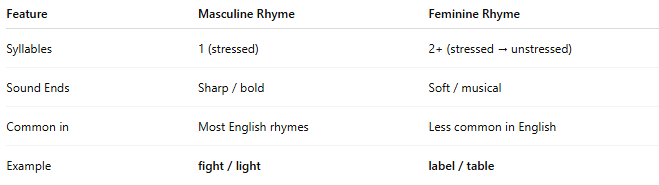 Feature Masculine Rhyme Feminine Rhyme
Syllables 1 (stressed) 2+ (stressed → unstressed)
Sound Ends Sharp / bold Soft / musical
Common in Most English rhymes Less common in English
Example fight / light label / table